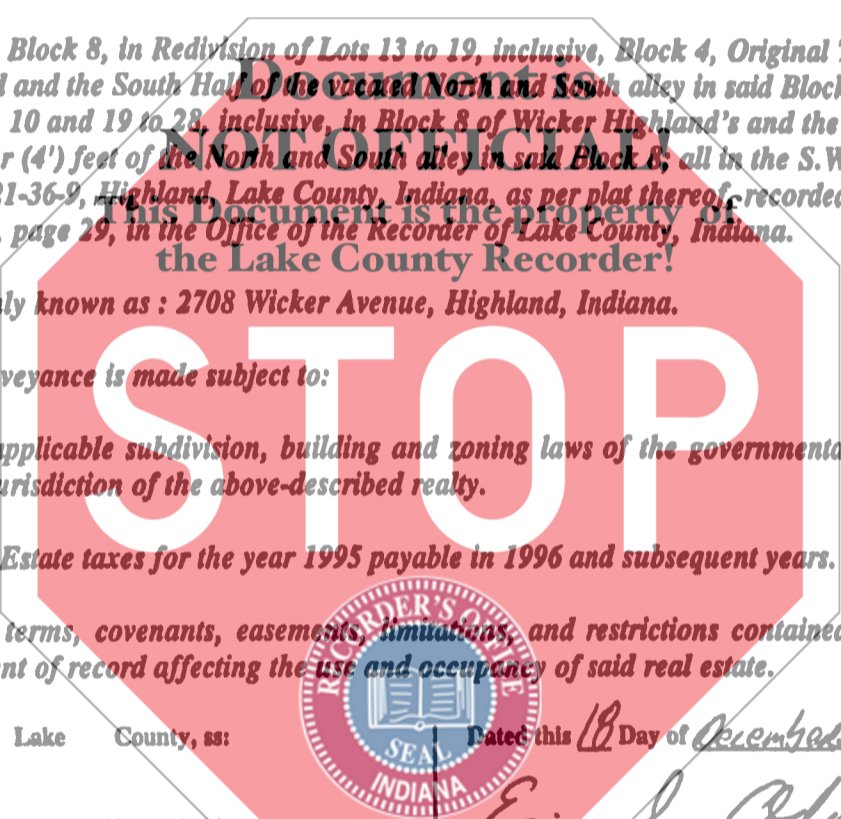 Block 8, in Redivision of Lots 13 to 19, inclusive, Block 4, Original
and the South Half of the vacated North and South alley in said Block
Document is
10 and 19 to 28, inclusive, in Block 8 of Wicker Highland's and the
NOT OFFICIAL!
r (4') feet of the North and South alley in said Block 8; all in the S.W
21-36-9, Highland, Lake County, Indiana, as per plat thereof, recorded
This Document is the property of
, page 29, in the Office of the Recorder of Lake County, Indiana.
the Lake County Recorder!
ly known as : 2708 Wicker Avenue, Highland, Indiana.
STOP
veyance is made subject to:
applicable subdivision, building and zoning laws of the governmenta
urisdiction of the above-described realty.
Estate taxes for the year 1995 payable in 1996 and subsequent years.
terms, covenants, easements, limitations, and restrictions contained
nt of record affecting the use and occupancy of said real estate.
RECORDER'S OFFIE
SEAL
INDIANA
Lake County, ss:
Dated this 18 Day of December